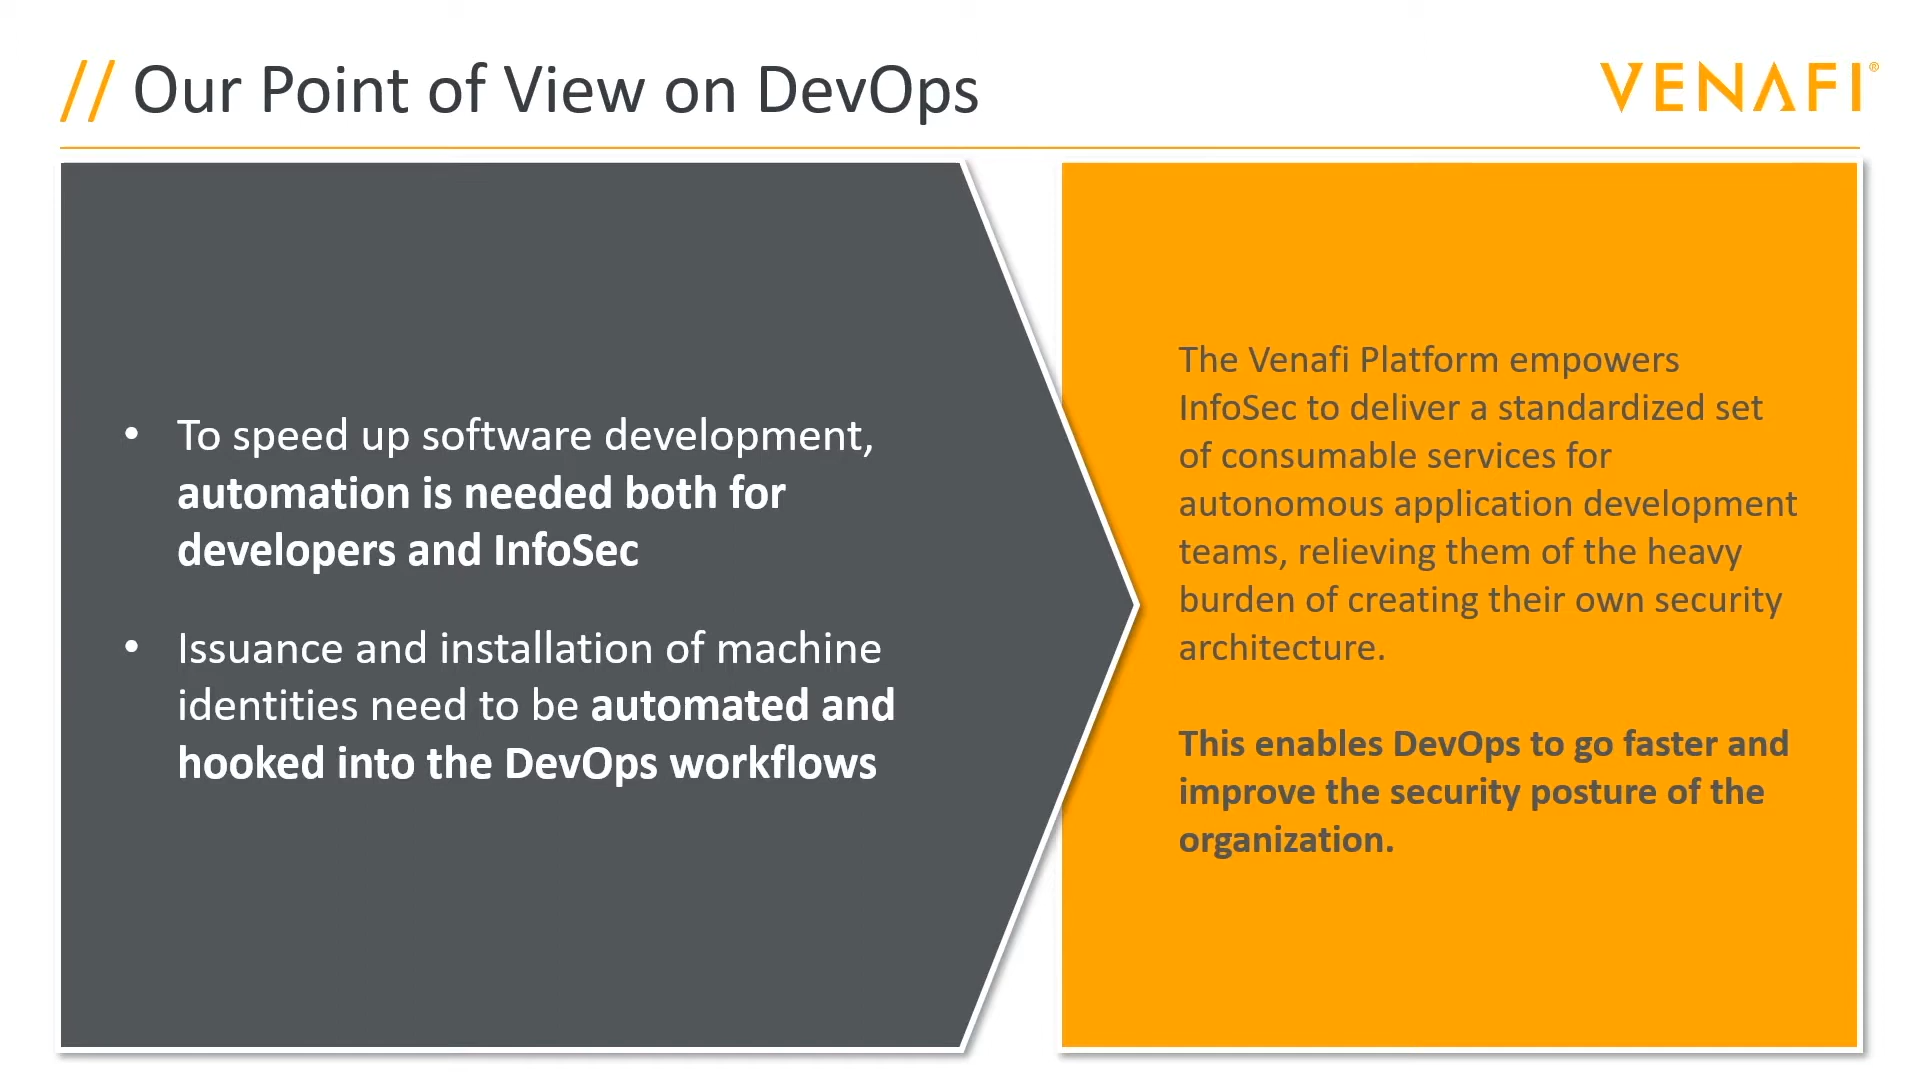 // Our Point of View on DevOps
VENAFI®
• To speed up software development,
automation is needed both for
developers and InfoSec
• Issuance and installation of machine
identities need to be automated and
hooked into the DevOps workflows
The Venafi Platform empowers
InfoSec to deliver a standardized set
of consumable services for
autonomous application development
teams, relieving them of the heavy
burden of creating their own security
architecture.
This enables DevOps to go faster and
improve the security posture of the
organization.